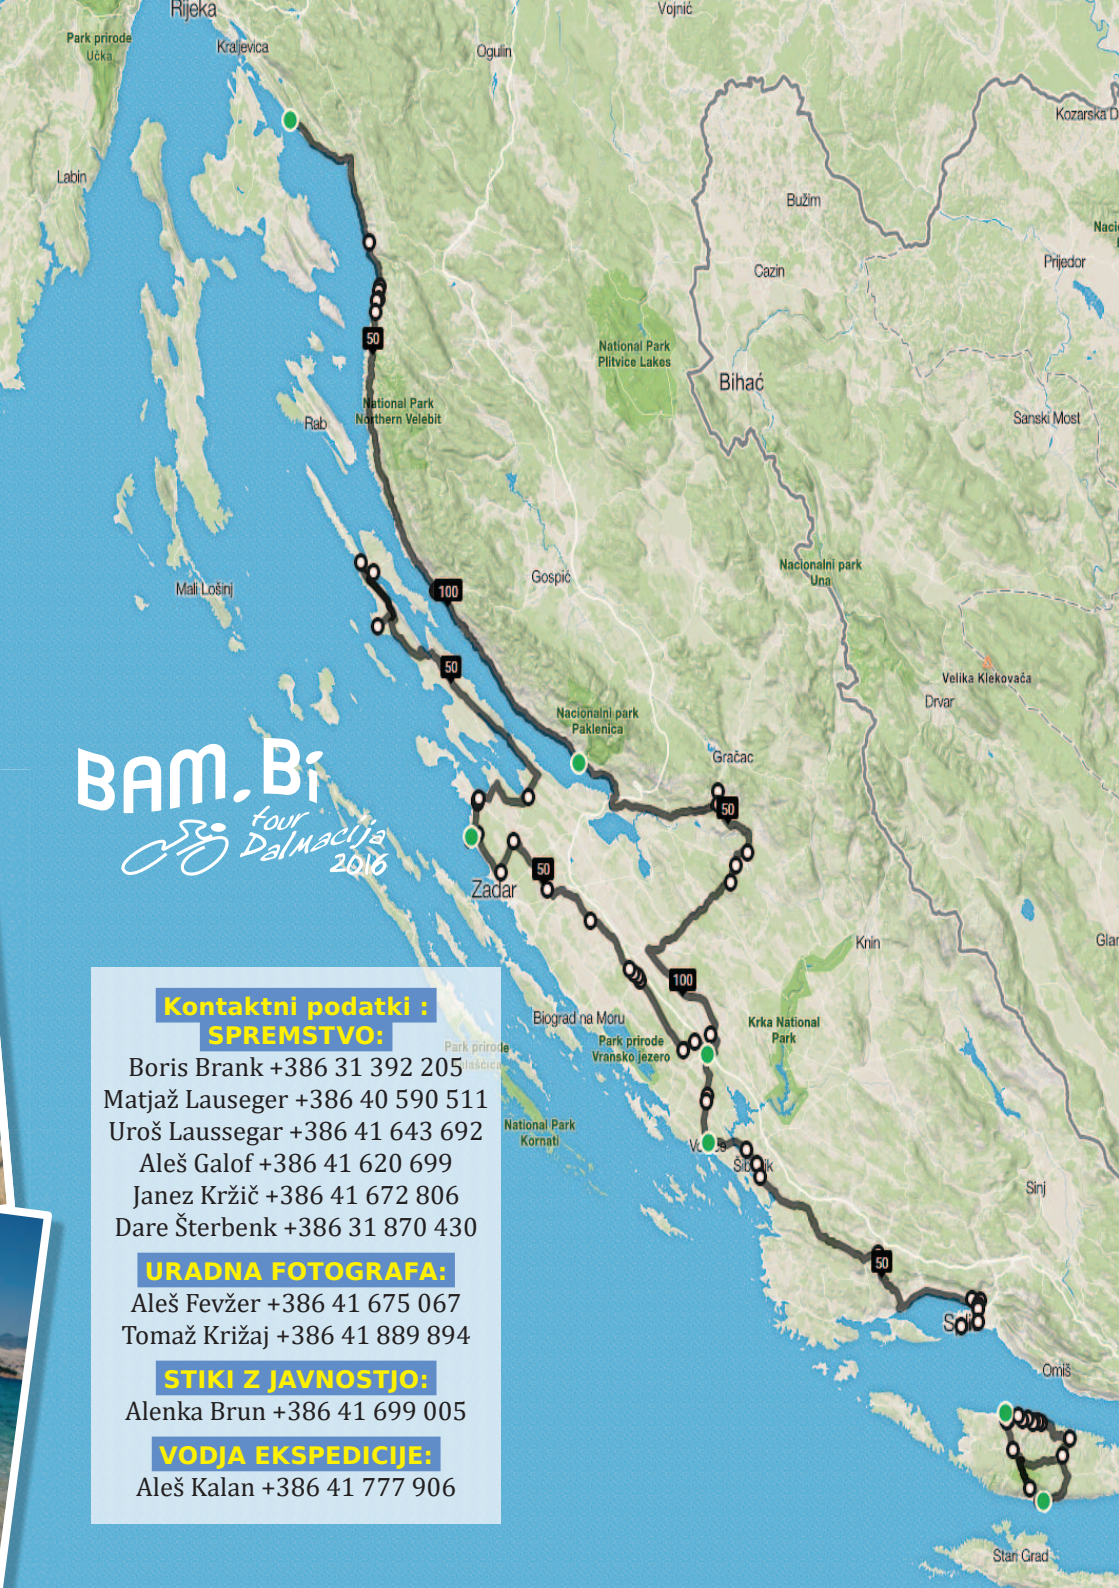 Rijeka
Vojnić
Park prirode
Učka
Kraljevica
Ogulin
Kozarska D
Labin
Bužim
Naci
Cazin
Prijedor
National Park
Plitvice Lakes
50
Bihać
National Park
Northern Velebit
Rab
Sanski Most
Nacionalni park
Una
Gospić
Mali Lošinj
100
50
Velika Klekovača
Drvar
Nacionalni park
Paklenica
Gračac
50
BAM.Bi
tour
Dalmacija
2016
50
Zadar
Knin
Glar
100
Biograd na Moru
Krka National
Park
Park prirode
Vransko jezero
Park prirode
National Park
Kornati
Sinj
50
Omiš
Stari Grad
Kontaktni podatki :
SPREMSTVO:
Boris Brank +386 31 392 205
Matjaž Lauseger +386 40 590 511
Uroš Laussegar +386 41 643 692
Aleš Galof +386 41 620 699
Janez Kržič +386 41 672 806
Dare Šterbenk +386 31 870 430
URADNA FOTOGRAFA:
Aleš Fevžer +386 41 675 067
Tomaž Križaj +386 41 889 894
STIKI Z JAVNOSTJO:
Alenka Brun +386 41 699 005
VODJA EKSPEDICIJE:
Aleš Kalan +386 41 777 906